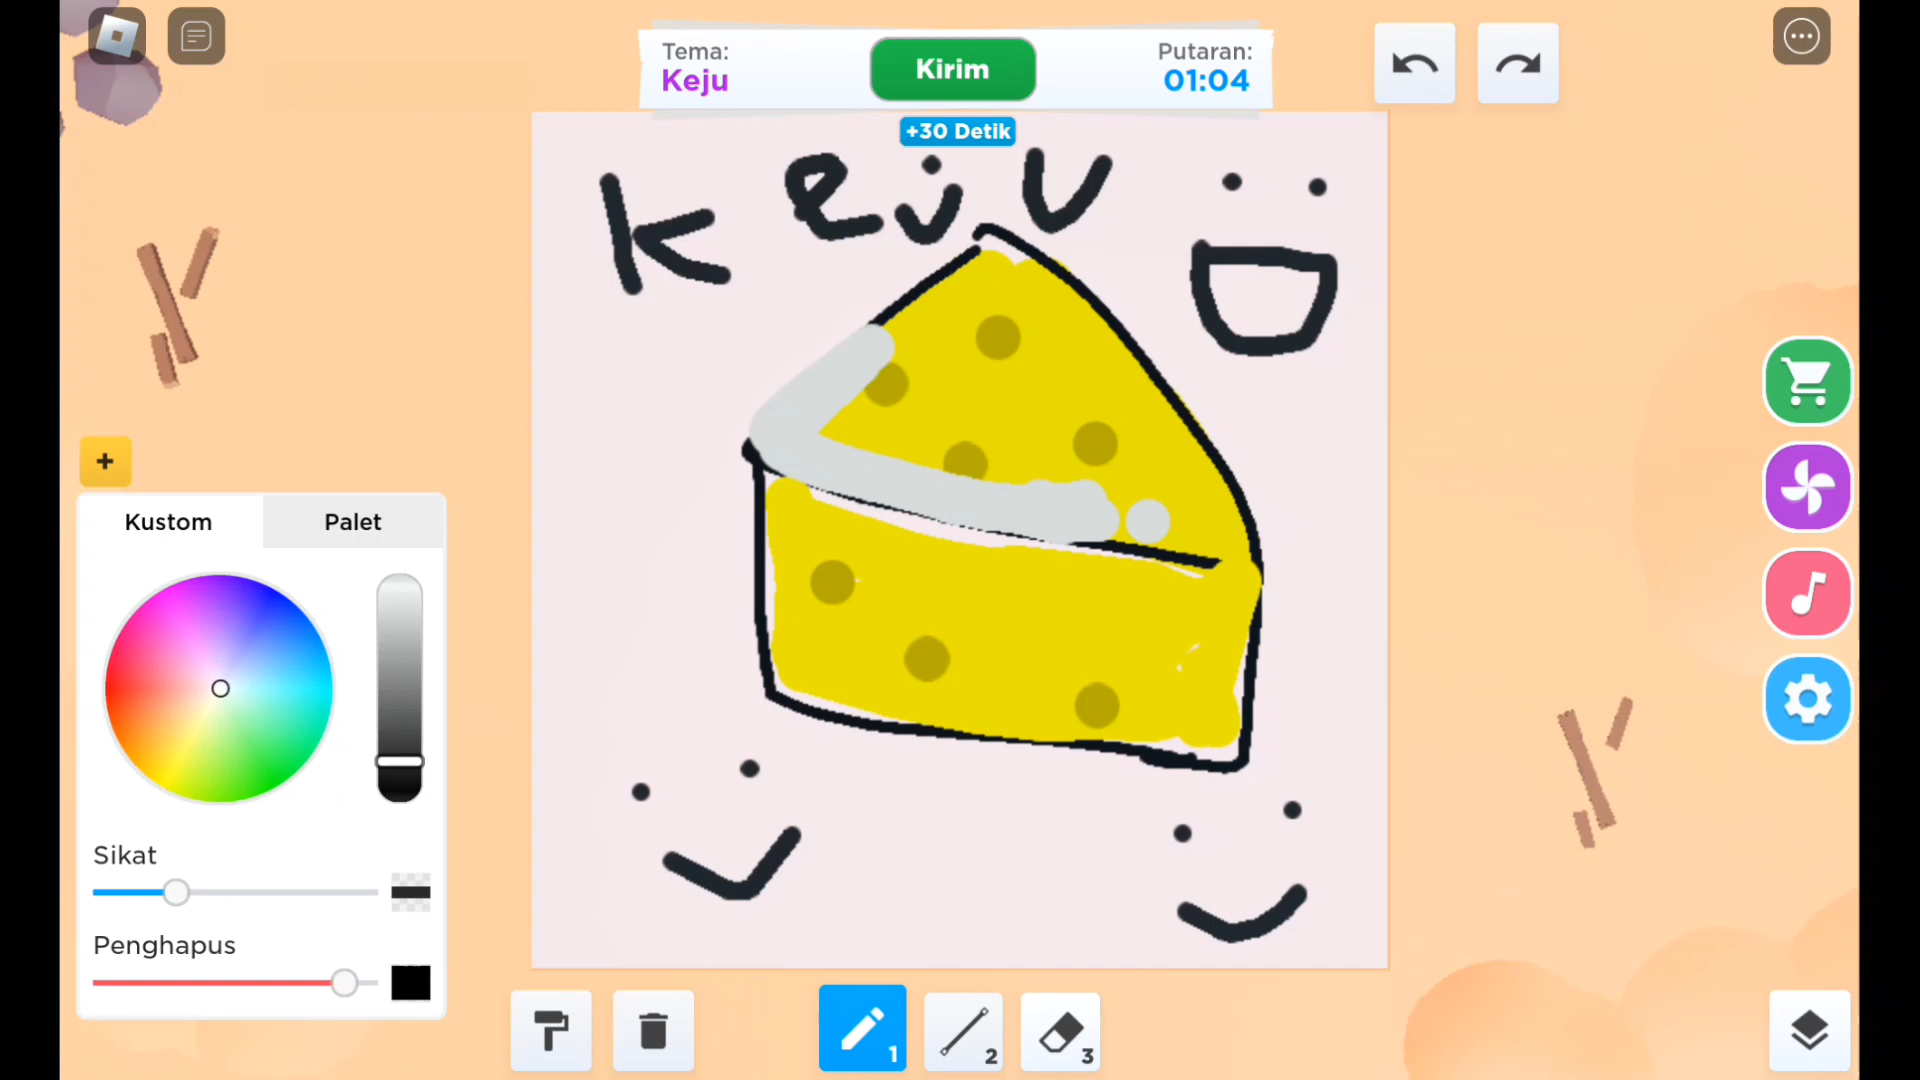 Tema:
Keju
Kirim
Putaran:
01:04
+30 Detik
Keju
+
Kustom
Palet
Sikat
Penghapus
1
2
3